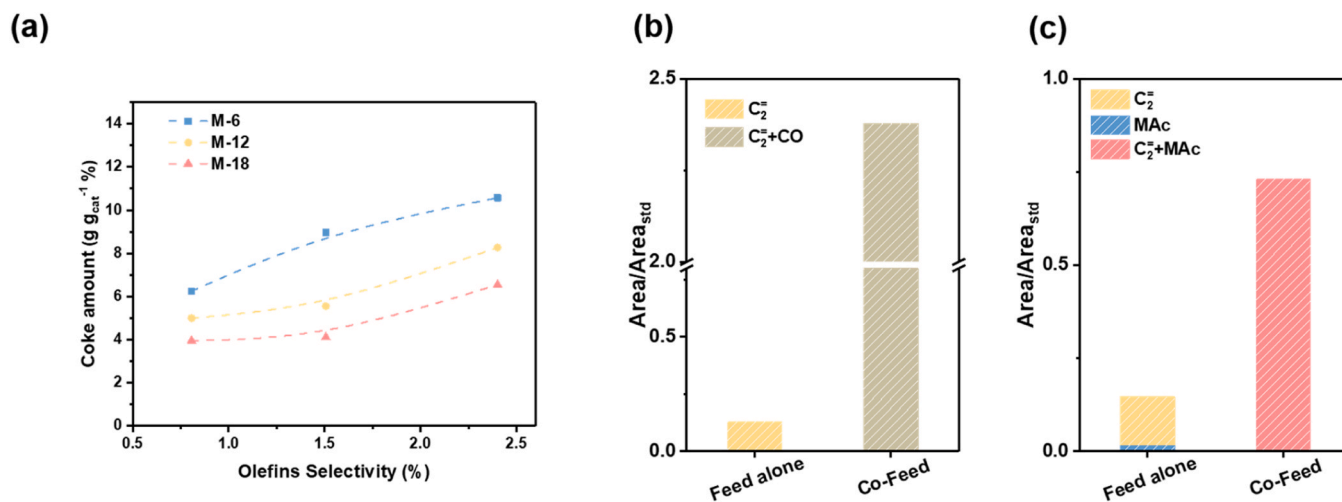 (a)
Coke amount (g g_cat^-1 %)
14
12
10
8
6
4
2
0
M-6
M-12
M-18
0.5
1.0
1.5
2.0
2.5
Olefins Selectivity (%)
(b)
Area/Area_std
2.5
2.0
0.5
0.0
C₂⁼
C₂⁼+CO
Feed alone
Co-Feed
(c)
Area/Area_std
1.0
0.5
0.0
C₂⁼
MAc
C₂⁼+MAc
Feed alone
Co-Feed